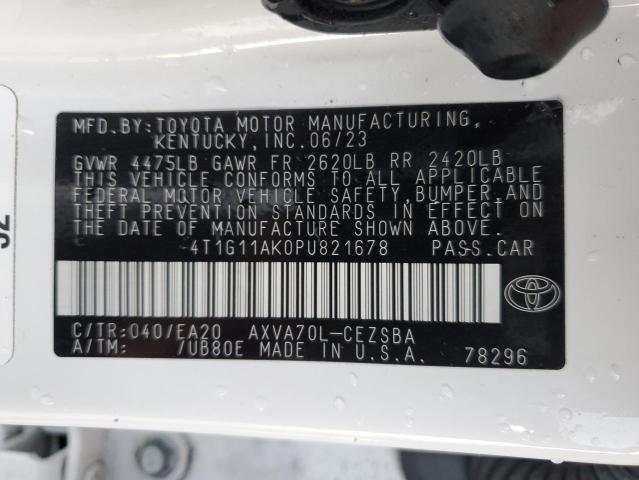 MFD.BY:TOYOTA MOTOR MANUFACTURING,
KENTUCKY,INC.06/23
GVWR 4475LB GAWR FR 2620LB RR 2420LB
THIS VEHICLE CONFORMS TO ALL APPLICABLE
FEDERAL MOTOR VEHICLE SAFETY,BUMPER,AND
THEFT PREVENTION STANDARDS IN EFFECT ON
THE DATE OF MANUFACTURE SHOWN ABOVE.
4T1G11AK0PU821678 PASS.CAR
C/TR:040/EA20 AXVA70L-CEZSBA
A/TM: /UB80E MADE IN U.S.A. 78296